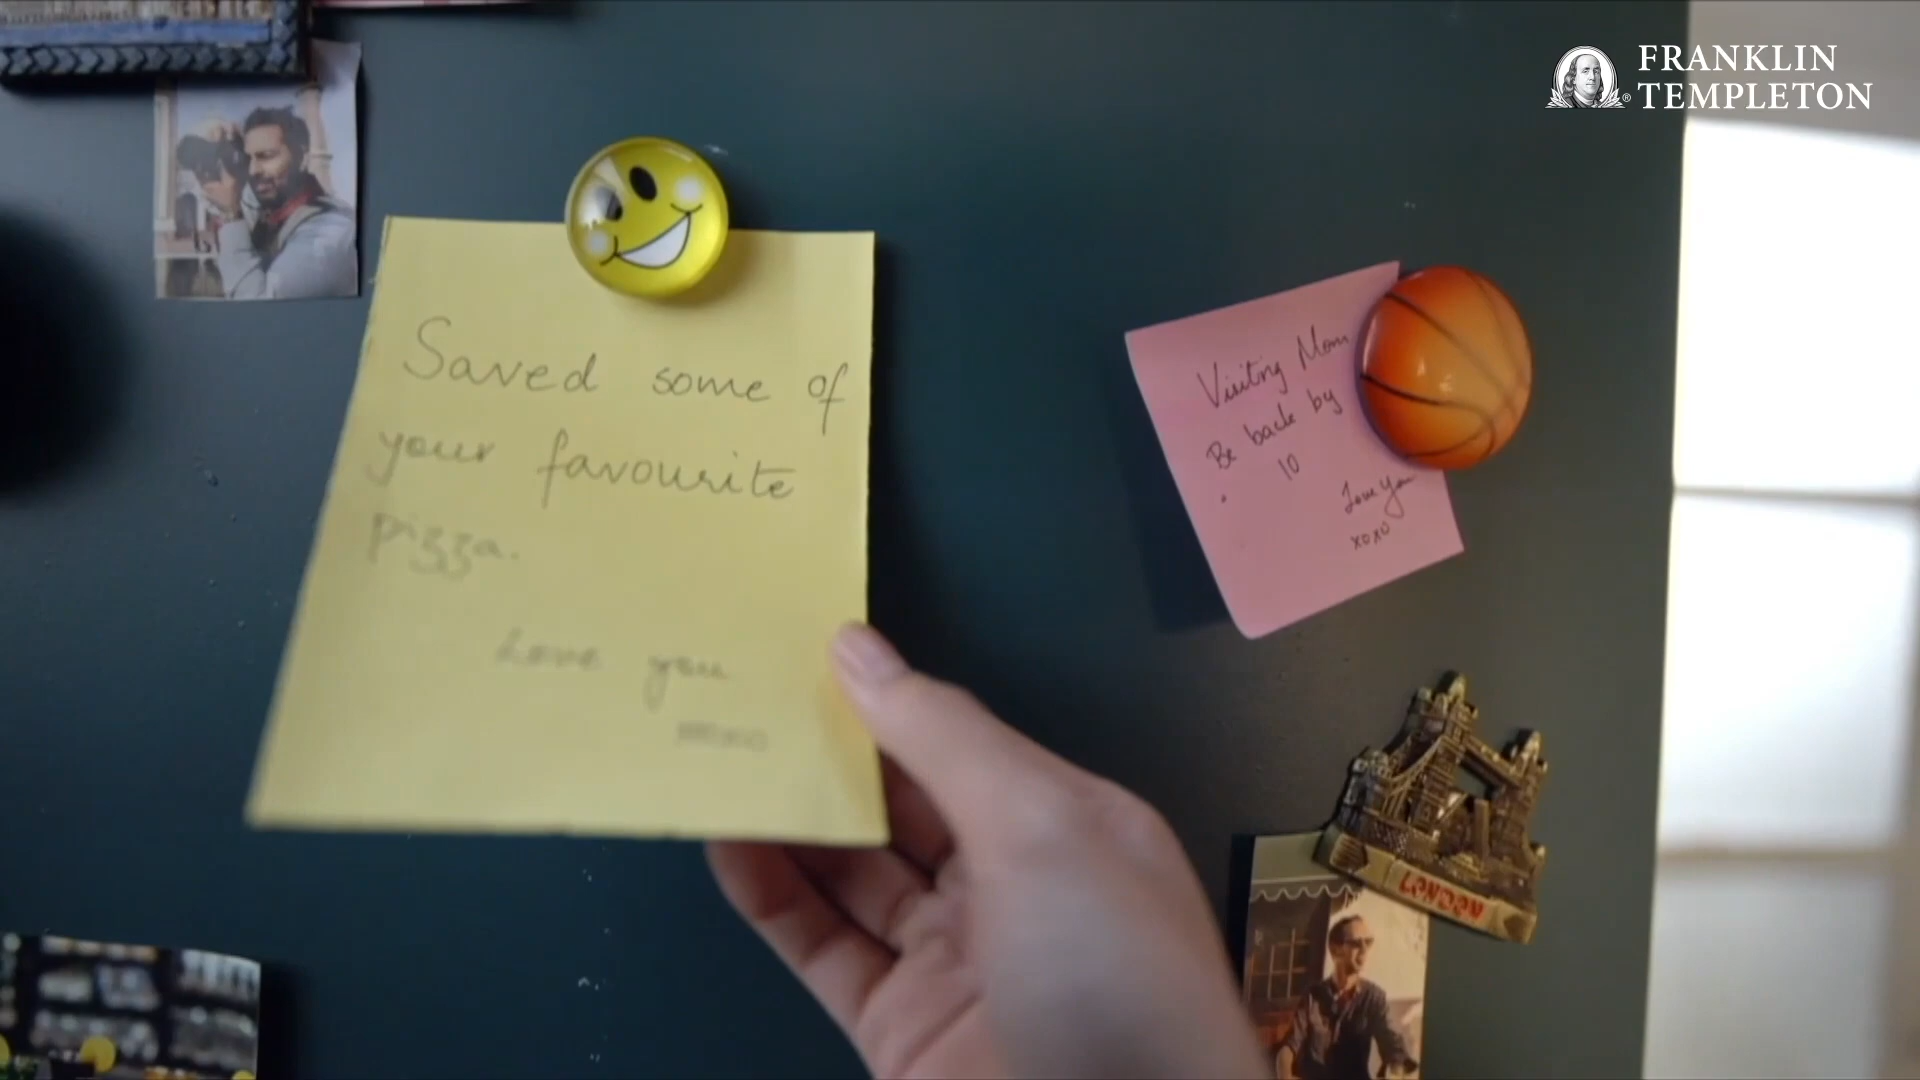 FRANKLIN
TEMPLETON
Saved some of
your favourite
pizza.
Love you
xoxo
Visiting Mom
Be back by
10
Love you
xoxo
LONDON